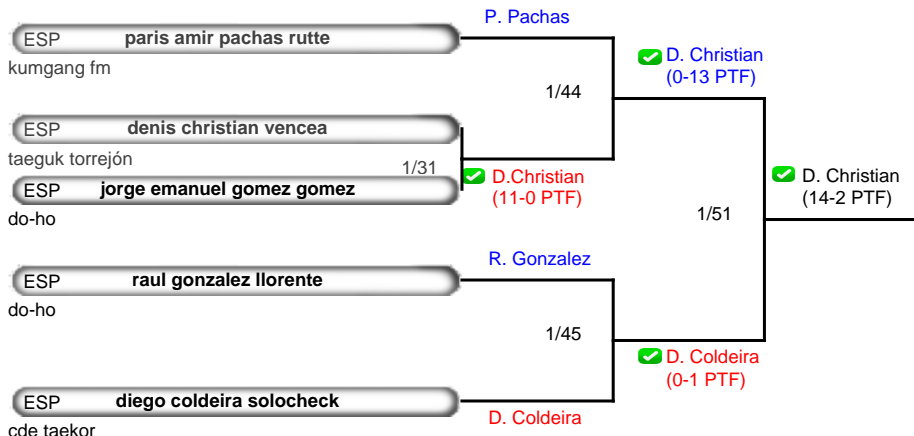 P. Pachas
ESP paris amir pachas rutte
kumgang fm
D. Christian
(0-13 PTF)
1/44
ESP denis christian vencea
taeguk torrejón
1/31
D.Christian
(11-0 PTF)
ESP jorge emanuel gomez gomez
do-ho
D. Christian
(14-2 PTF)
1/51
R. Gonzalez
ESP raul gonzalez llorente
do-ho
1/45
D. Coldeira
(0-1 PTF)
ESP diego coldeira solocheck
cde taekor
D. Coldeira